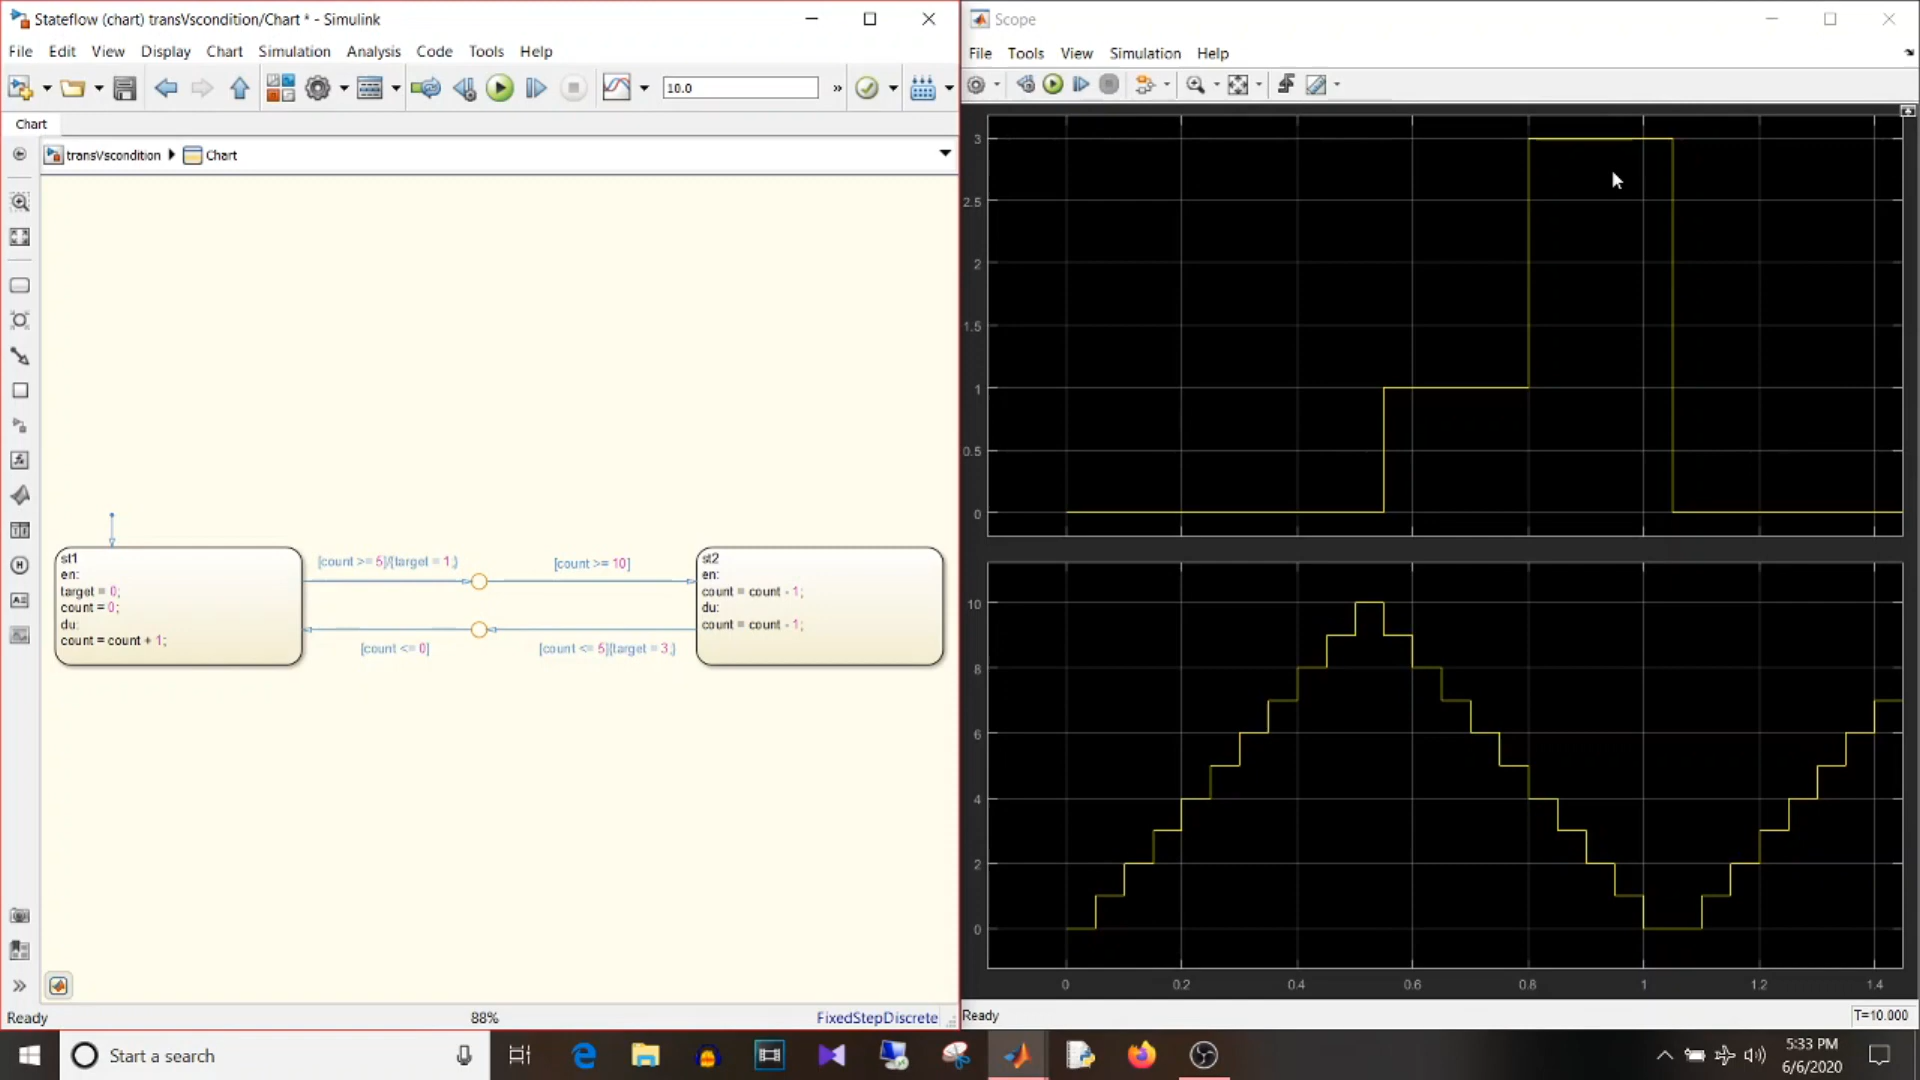 Stateflow (chart) transVscondition/Chart * - Simulink
File Edit View Display Chart Simulation Analysis Code Tools Help
10.0 »
Chart
transVscondition Chart
st1
en:
target = 0;
count = 0;
du:
count = count + 1;
[count >= 5]/{target = 1;}
[count >= 10]
[count <= 0]
[count <= 5]{target = 3;}
st2
en:
count = count - 1;
du:
count = count - 1;
Ready 88% FixedStepDiscrete
Scope
File Tools View Simulation Help
3
2.5
2
1.5
1
0.5
0
10
8
6
4
2
0
0 0.2 0.4 0.6 0.8 1 1.2 1.4
Ready T=10.000
Start a search
5:33 PM
6/6/2020